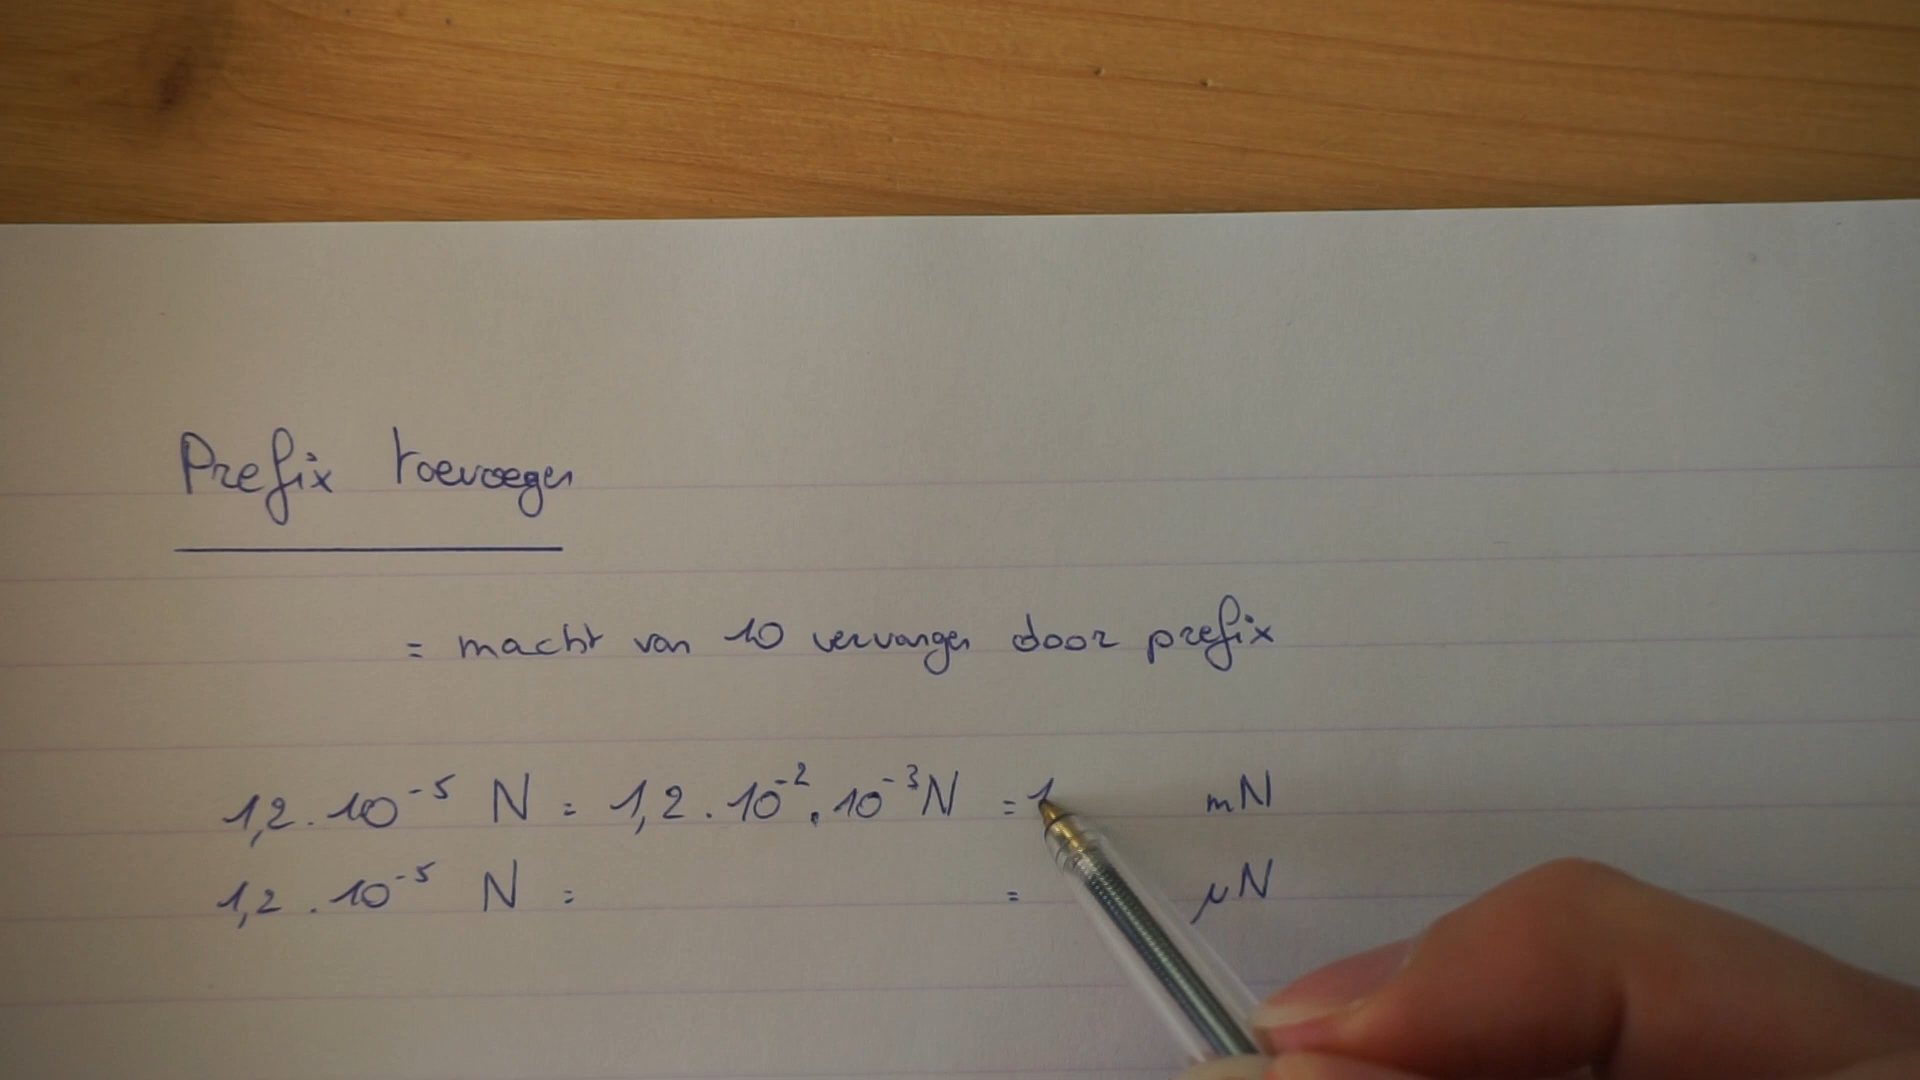 Prefix toevoegen
= macht van 10 vervangen door prefix
1,2 . 10⁻⁵ N = 1,2 . 10⁻² . 10⁻³ N = 1 mN
1,2 . 10⁻⁵ N = = μN